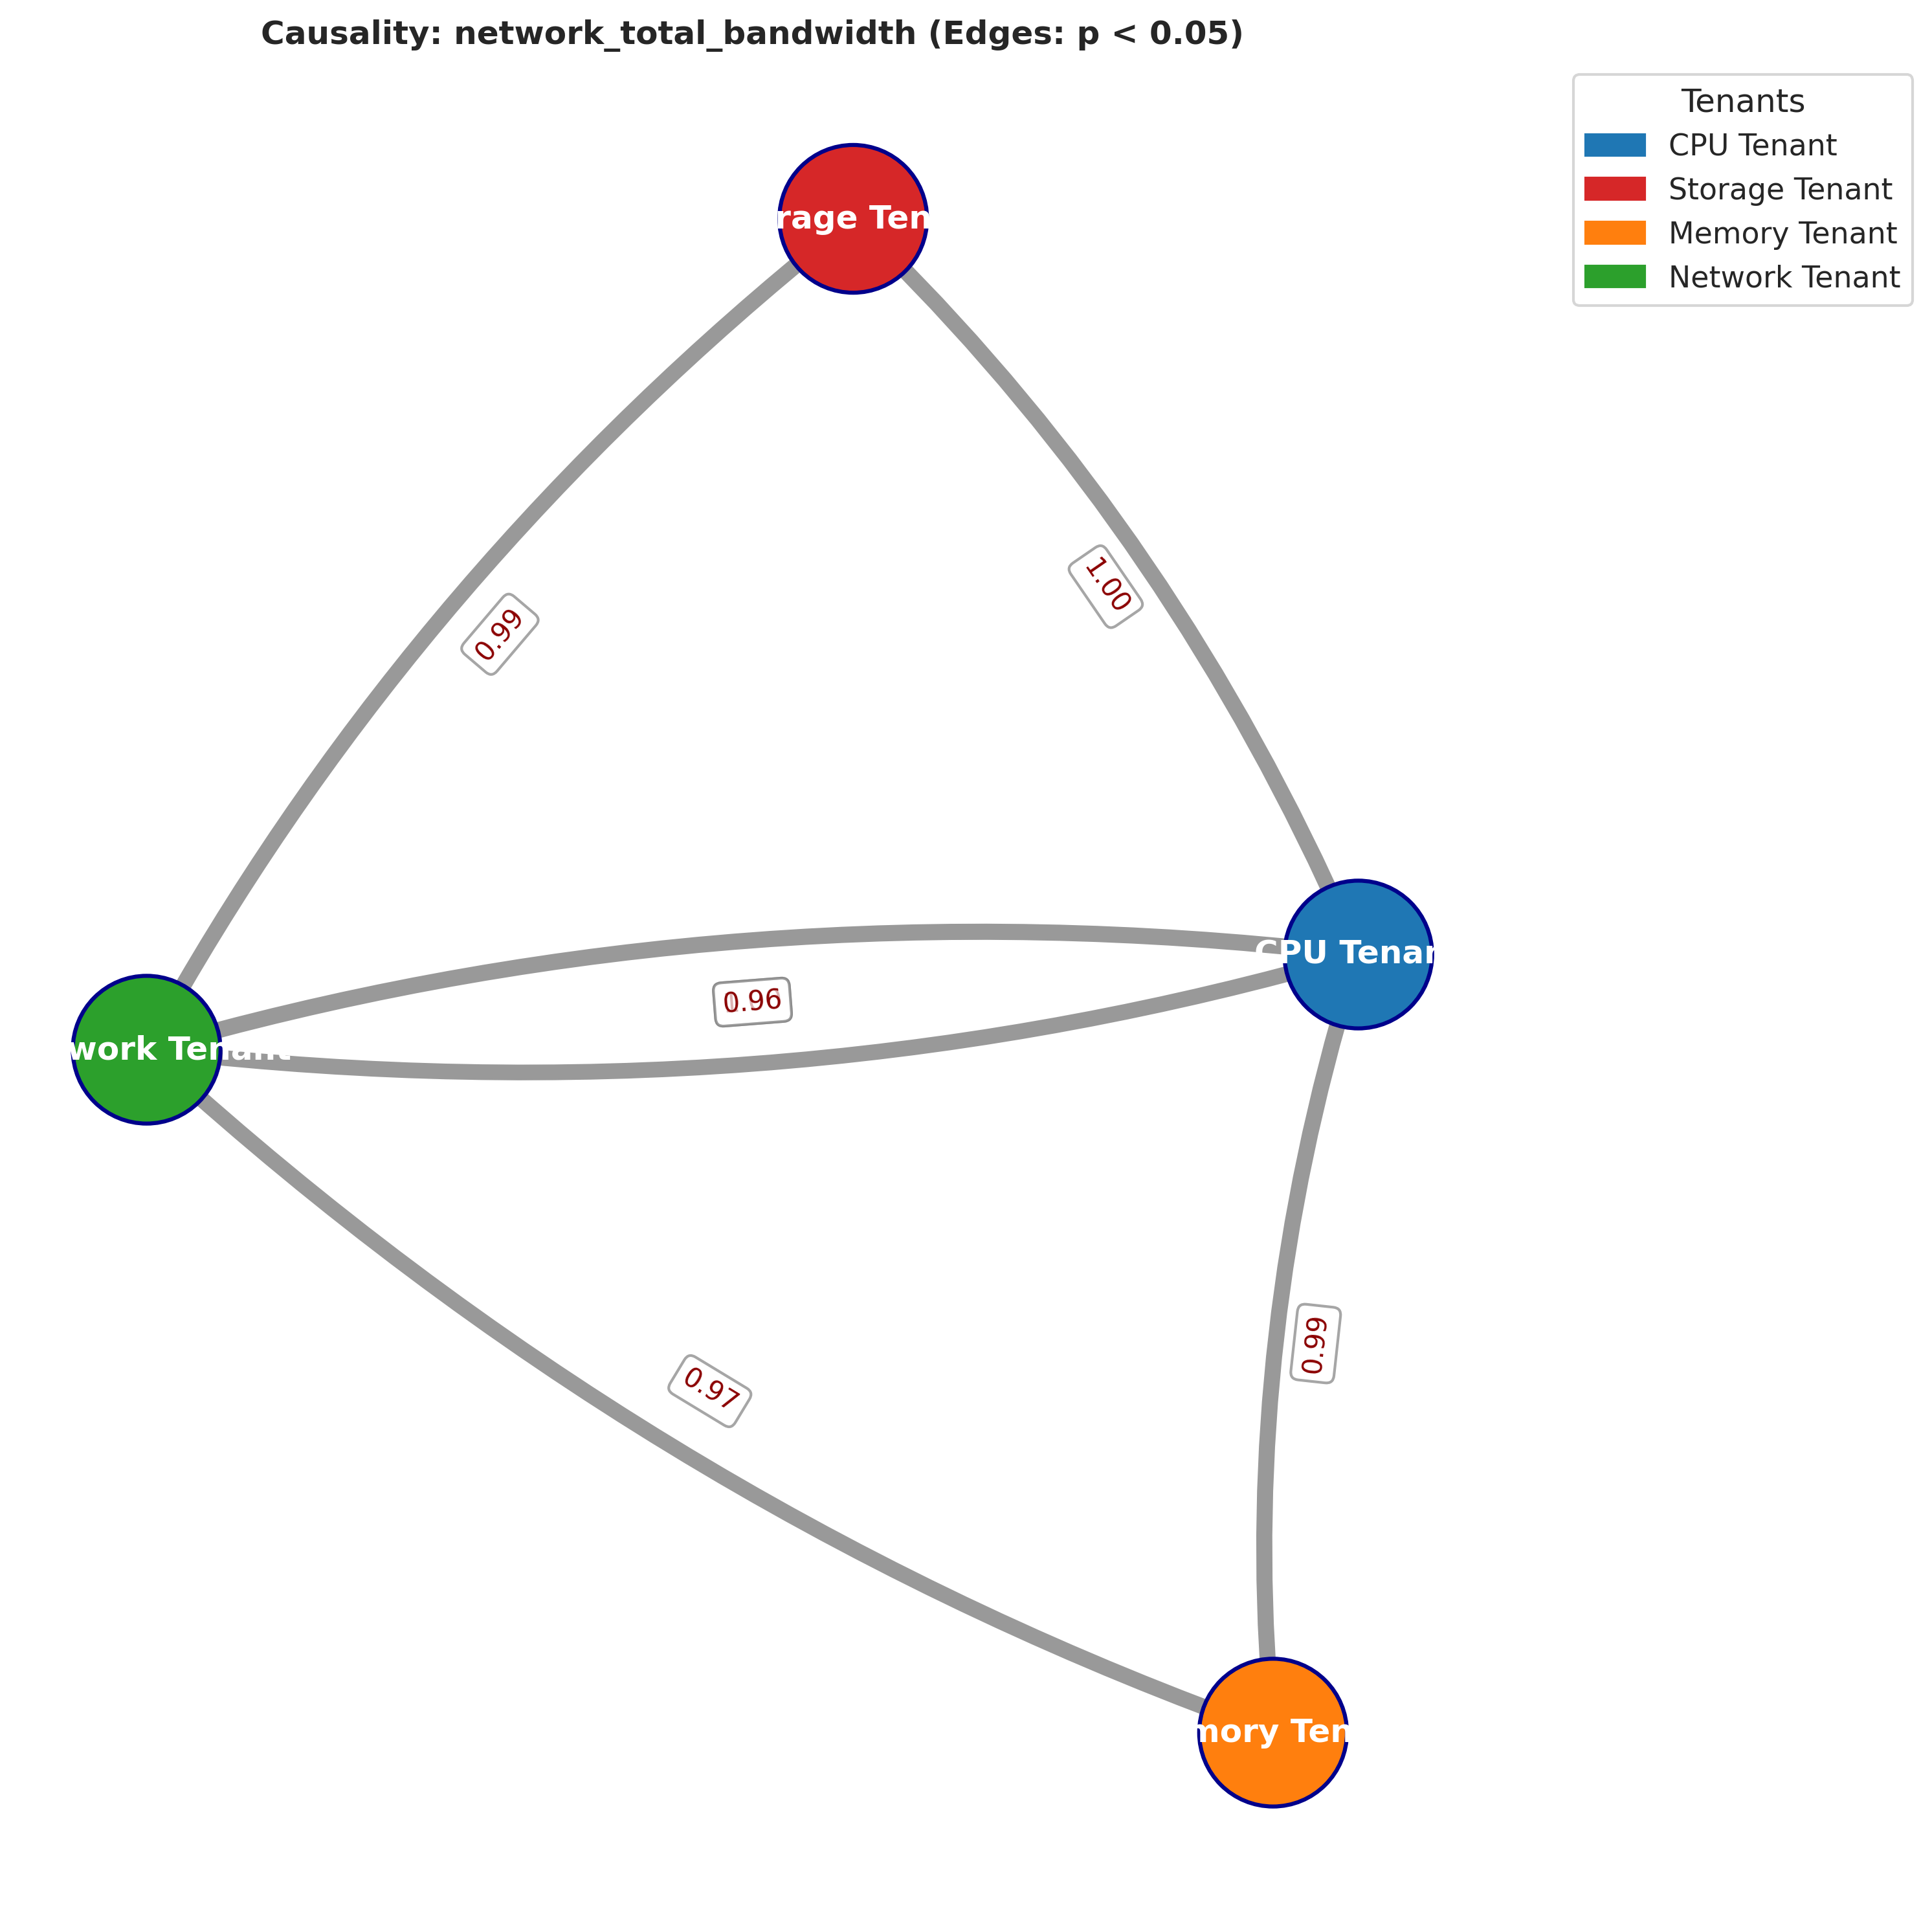 Causality: network_total_bandwidth (Edges: p < 0.05)
Tenants
CPU Tenant
Storage Tenant
Memory Tenant
Network Tenant
rage Ten
0.99
1.00
CPU Tenan
0.96
work Tenant
0.99
0.97
mory Ten